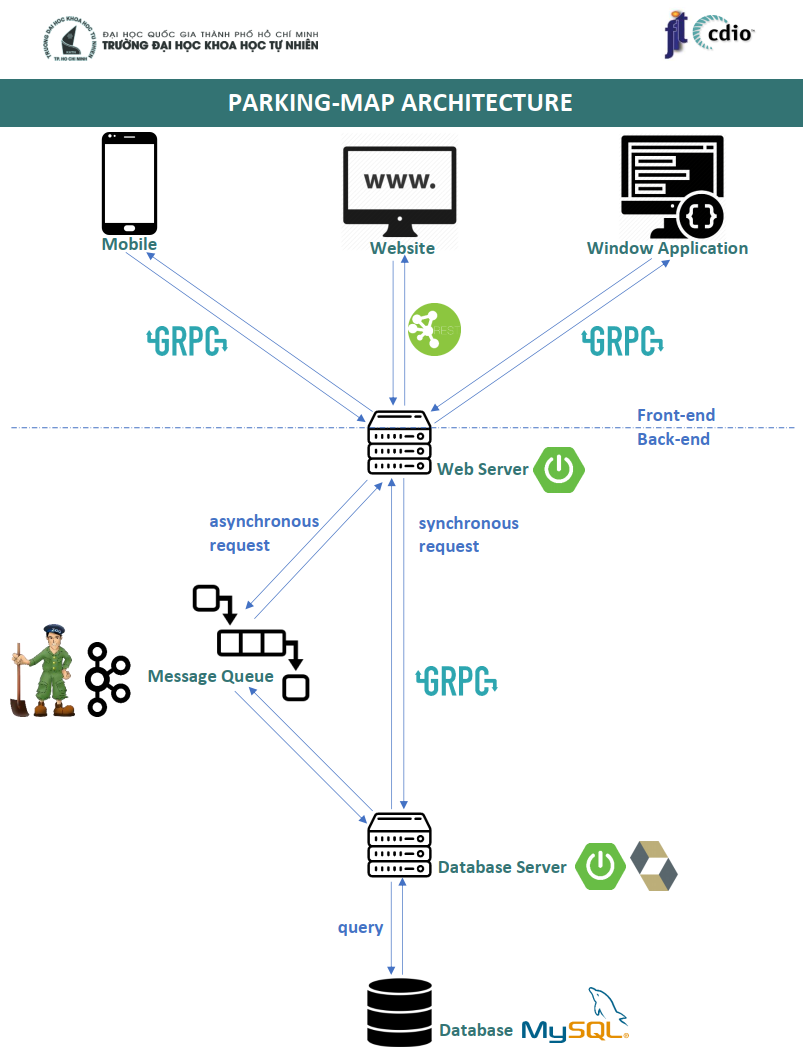 ĐẠI HỌC QUỐC GIA THÀNH PHỐ HỒ CHÍ MINH
TRƯỜNG ĐẠI HỌC KHOA HỌC TỰ NHIÊN
TRƯỜNG ĐẠI HỌC KHOA HỌC TỰ NHIÊN
TP. HỒ CHÍ MINH
fit cdio™
PARKING-MAP ARCHITECTURE
www.
{ }
Mobile
Website
Window Application
REST
GRPC
GRPC
Front-end
Back-end
Web Server
asynchronous
request
synchronous
request
Message Queue
GRPC
Database Server
query
Database
MySQL®